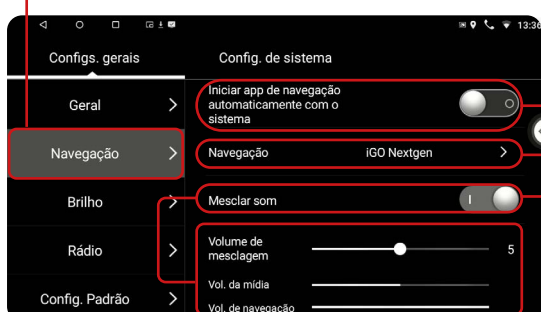 13:36
Configs. gerais
Config. de sistema
Geral
Iniciar app de navegação
automaticamente com o
sistema
Navegação
Navegação
iGO Nextgen
Brilho
Mesclar som
Rádio
Volume de
mesclagem
5
Vol. da mídia
Config. Padrão
Vol. de navegação